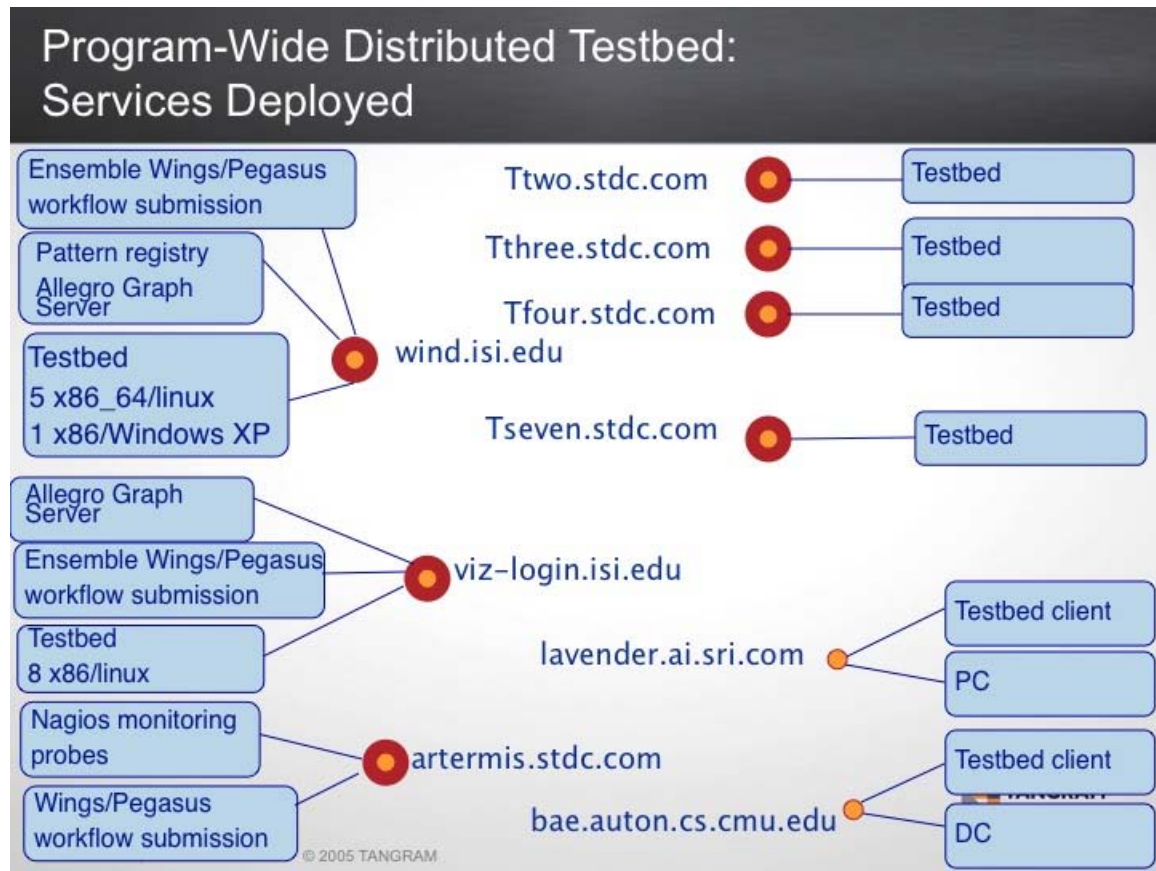 Program-Wide Distributed Testbed:
Services Deployed
Ensemble Wings/Pegasus
workflow submission
Pattern registry
Allegro Graph
Server
Testbed
5 x86_64/linux
1 x86/Windows XP
wind.isi.edu
Ttwo.stdc.com
Testbed
Tthree.stdc.com
Testbed
Tfour.stdc.com
Testbed
Tseven.stdc.com
Testbed
Allegro Graph
Server
Ensemble Wings/Pegasus
workflow submission
Testbed
8 x86/linux
viz-login.isi.edu
lavender.ai.sri.com
Testbed client
PC
Nagios monitoring
probes
Wings/Pegasus
workflow submission
artermis.stdc.com
bae.auton.cs.cmu.edu
Testbed client
TANGRAM
DC
© 2005 TANGRAM